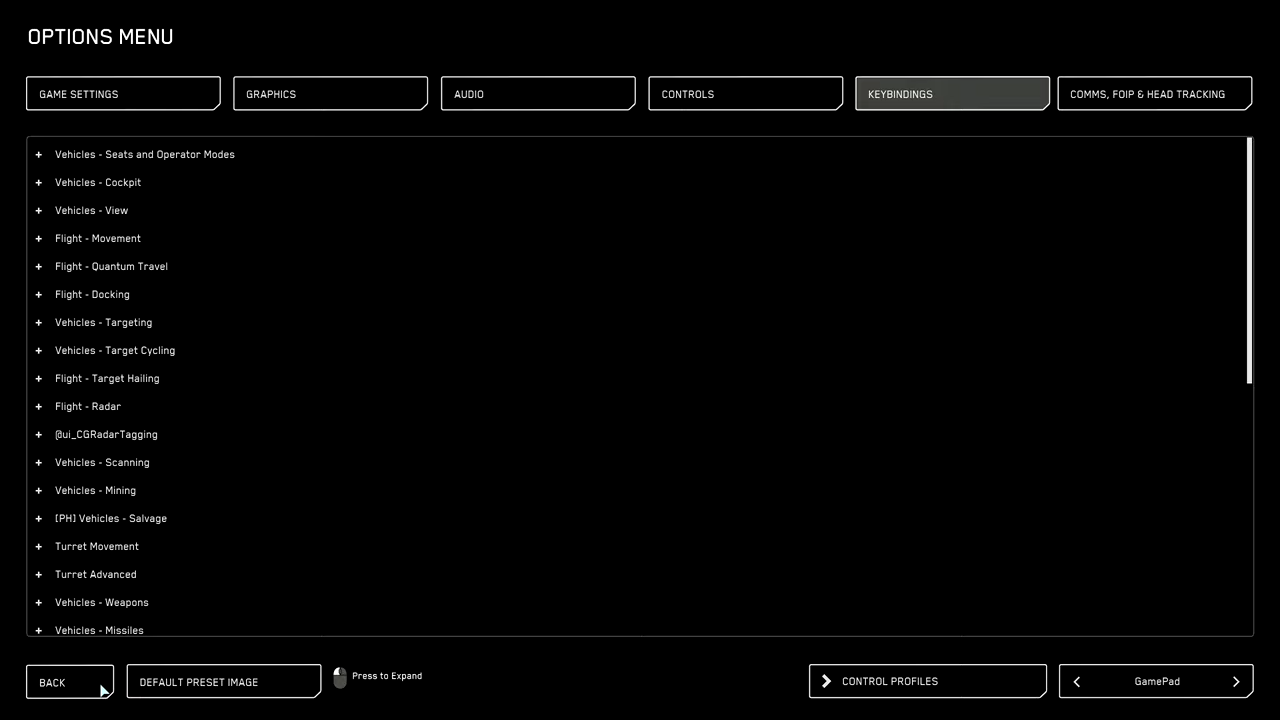 OPTIONS MENU
GAME SETTINGS
GRAPHICS
AUDIO
CONTROLS
KEYBINDINGS
COMMS, FOIP & HEAD TRACKING
+ Vehicles - Seats and Operator Modes
+ Vehicles - Cockpit
+ Vehicles - View
+ Flight - Movement
+ Flight - Quantum Travel
+ Flight - Docking
+ Vehicles - Targeting
+ Vehicles - Target Cycling
+ Flight - Target Hailing
+ Flight - Radar
+ @ui_CGRadarTagging
+ Vehicles - Scanning
+ Vehicles - Mining
+ [PH] Vehicles - Salvage
+ Turret Movement
+ Turret Advanced
+ Vehicles - Weapons
+ Vehicles - Missiles
BACK
DEFAULT PRESET IMAGE
Press to Expand
CONTROL PROFILES
GamePad